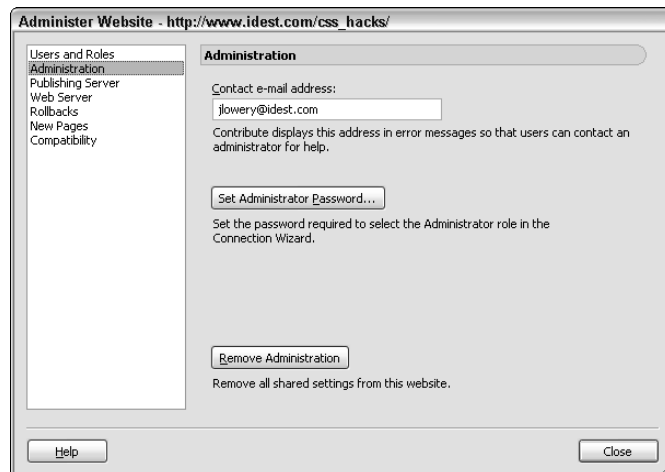 Administer Website - http://www.idest.com/css_hacks/
Users and Roles
Administration
Publishing Server
Web Server
Rollbacks
New Pages
Compatibility
Administration
Contact e-mail address:
jlowery@idest.com
Contribute displays this address in error messages so that users can contact an
administrator for help.
Set Administrator Password...
Set the password required to select the Administrator role in the
Connection Wizard.
Remove Administration
Remove all shared settings from this website.
Help
Close